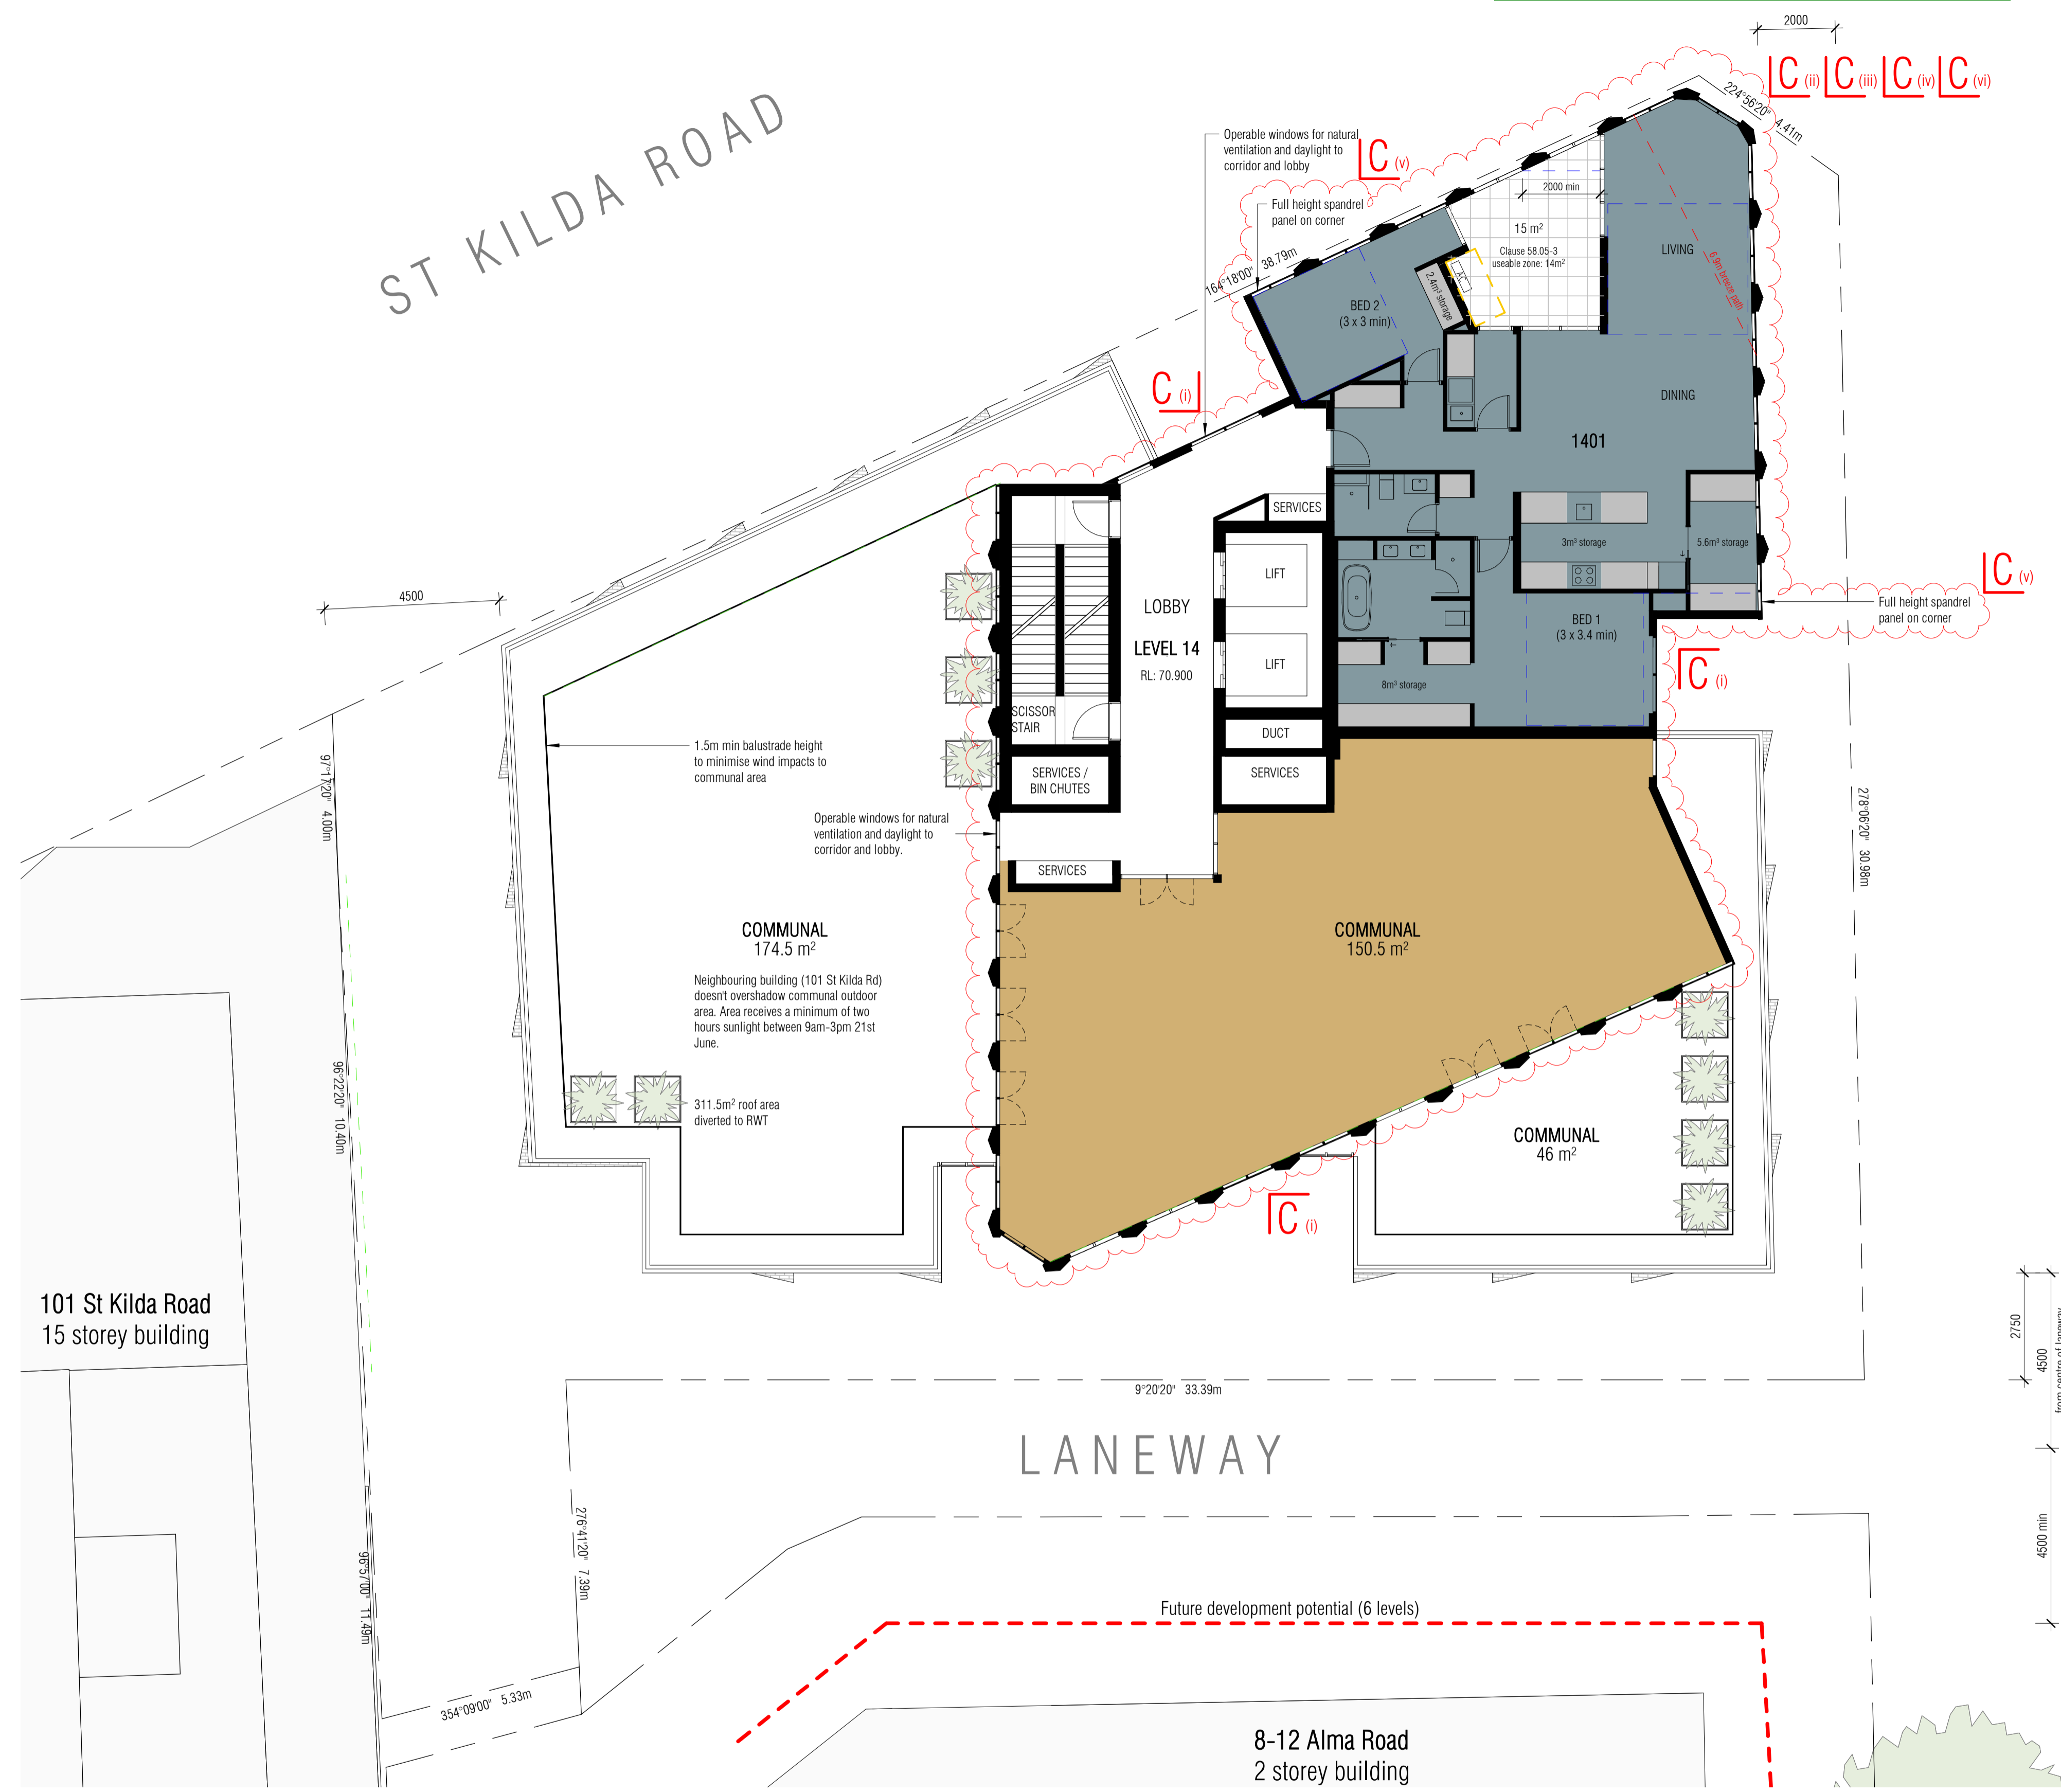 2000
C (ii) C (iii) C (iv) C (vi)
224°56'20" 4.41m
ST KILDA ROAD
Operable windows for natural
ventilation and daylight to
corridor and lobby
C (v)
Full height spandrel
panel on corner
2000 min
15 m²
Clause 58.05-3
useable zone: 14m²
LIVING
6.9m breeze path
164°18'00" 38.79m
AC
2.4m³ storage
BED 2
(3 x 3 min)
C (i)
DINING
1401
SERVICES
3m³ storage
5.6m³ storage
C (v)
4500
LIFT
LOBBY
Full height spandrel
panel on corner
BED 1
(3 x 3.4 min)
LEVEL 14
RL: 70.900
LIFT
C (i)
8m³ storage
SCISSOR
STAIR
DUCT
1.5m min balustrade height
to minimise wind impacts to
communal area
SERVICES /
BIN CHUTES
SERVICES
97°17'20" 4.00m
278°06'20" 30.98m
Operable windows for natural
ventilation and daylight to
corridor and lobby.
SERVICES
COMMUNAL
174.5 m²
COMMUNAL
150.5 m²
Neighbouring building (101 St Kilda Rd)
doesn't overshadow communal outdoor
area. Area receives a minimum of two
hours sunlight between 9am-3pm 21st
June.
96°22'20" 10.40m
311.5m² roof area
diverted to RWT
COMMUNAL
46 m²
C (i)
101 St Kilda Road
15 storey building
2750
4500
from centre of laneway
9°20'20" 33.39m
LANEWAY
276°41'20" 7.39m
96°57'00" 11.49m
4500 min
Future development potential (6 levels)
354°09'00" 5.33m
8-12 Alma Road
2 storey building